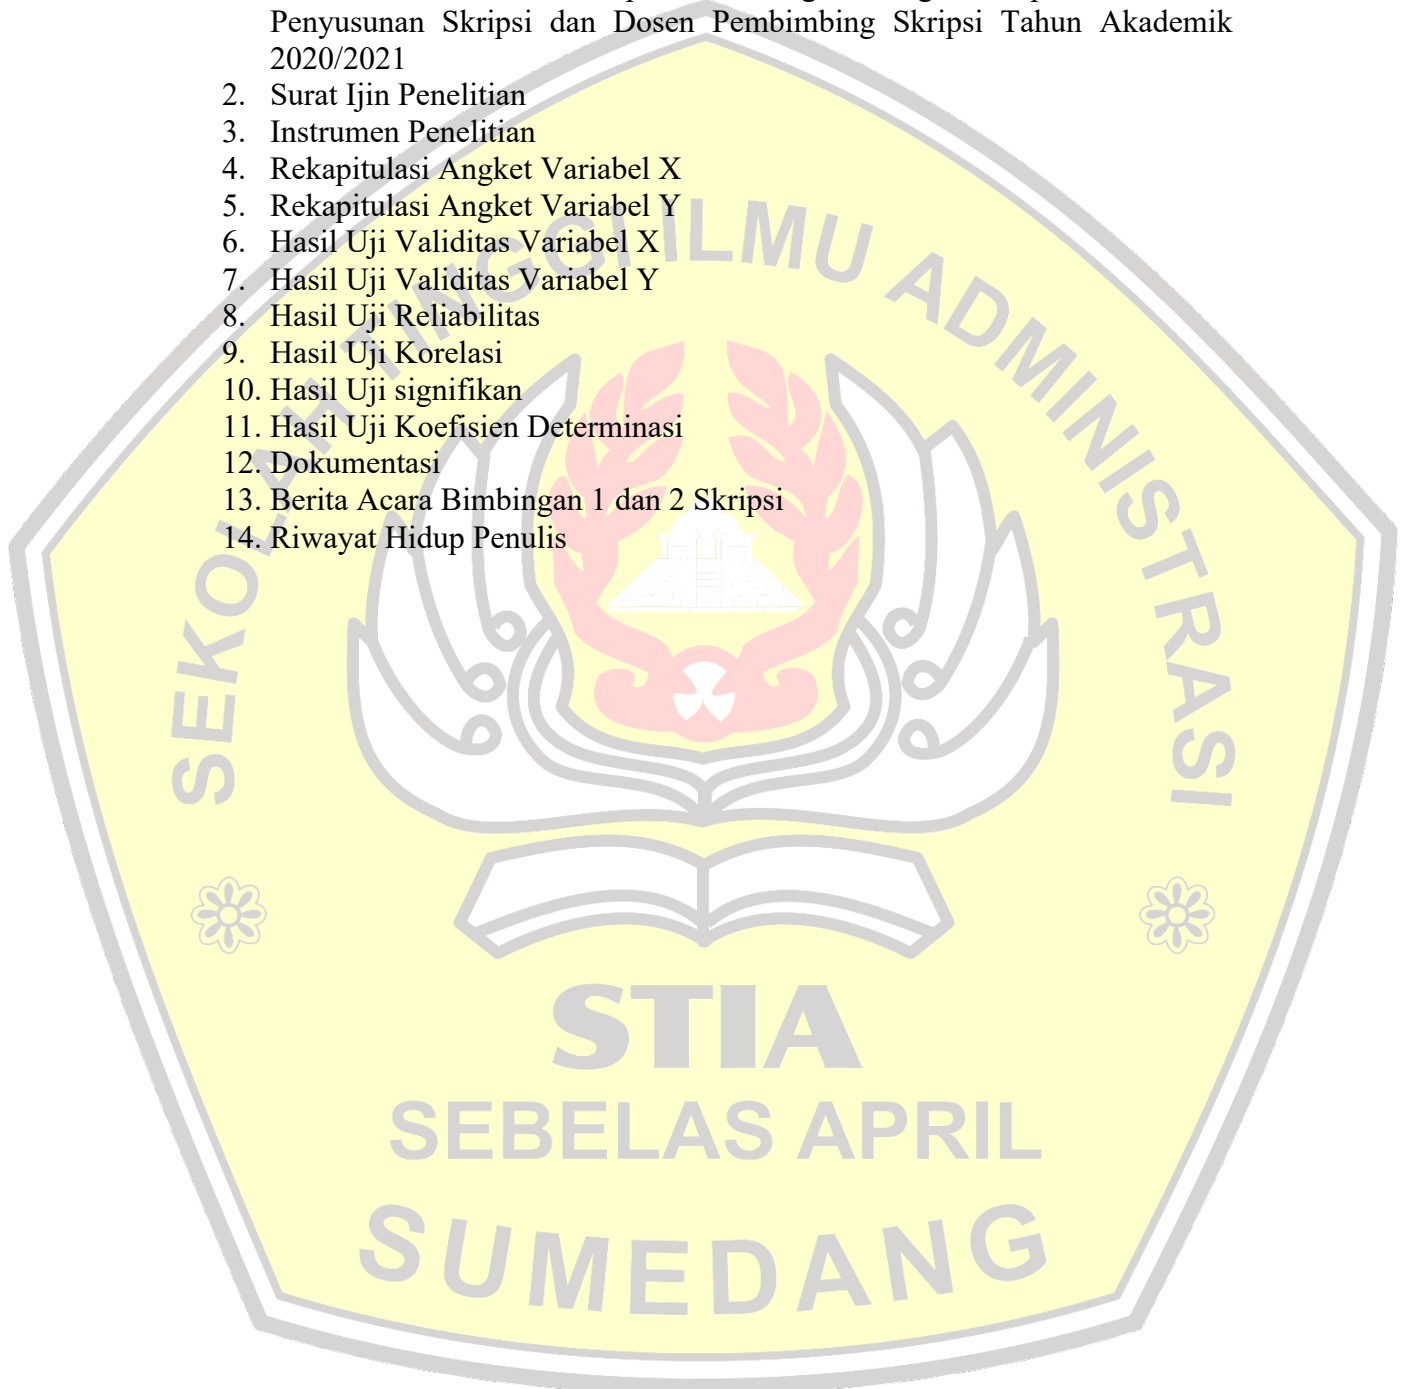 Penyusunan Skripsi dan Dosen Pembimbing Skripsi Tahun Akademik
2020/2021
2. Surat Ijin Penelitian
3. Instrumen Penelitian
4. Rekapitulasi Angket Variabel X
5. Rekapitulasi Angket Variabel Y
6. Hasil Uji Validitas Variabel X
7. Hasil Uji Validitas Variabel Y
8. Hasil Uji Reliabilitas
9. Hasil Uji Korelasi
10. Hasil Uji signifikan
11. Hasil Uji Koefisien Determinasi
12. Dokumentasi
13. Berita Acara Bimbingan 1 dan 2 Skripsi
14. Riwayat Hidup Penulis
SEKOLAH TINGGI ILMU ADMINISTRASI
STIA
SEBELAS APRIL
SUMEDANG